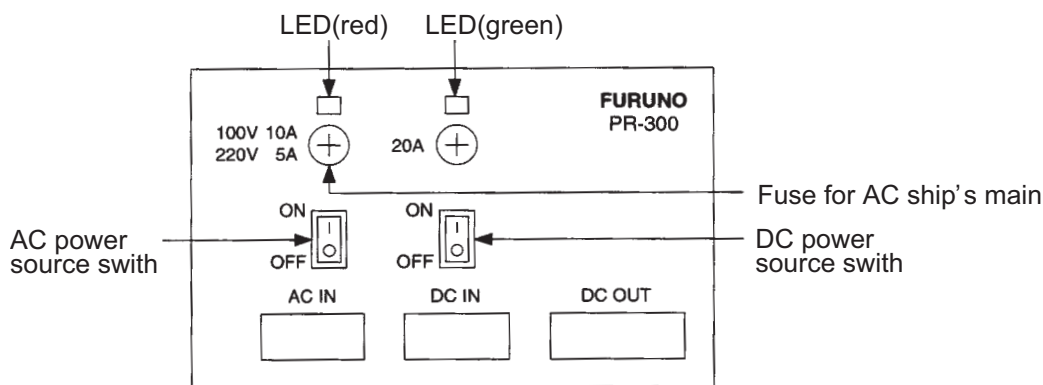 LED(red) LED(green)
FURUNO
PR-300
100V 10A
220V 5A
20A
Fuse for AC ship's main
ON
ON
AC power
source swith
DC power
source swith
OFF
OFF
AC IN
DC IN
DC OUT